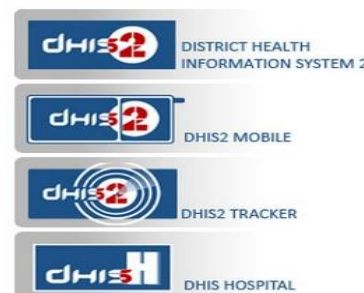 dHIS2
DISTRICT HEALTH
INFORMATION SYSTEM 2
dHIS2
DHIS2 MOBILE
dHIS2
DHIS2 TRACKER
dHISH
DHIS HOSPITAL